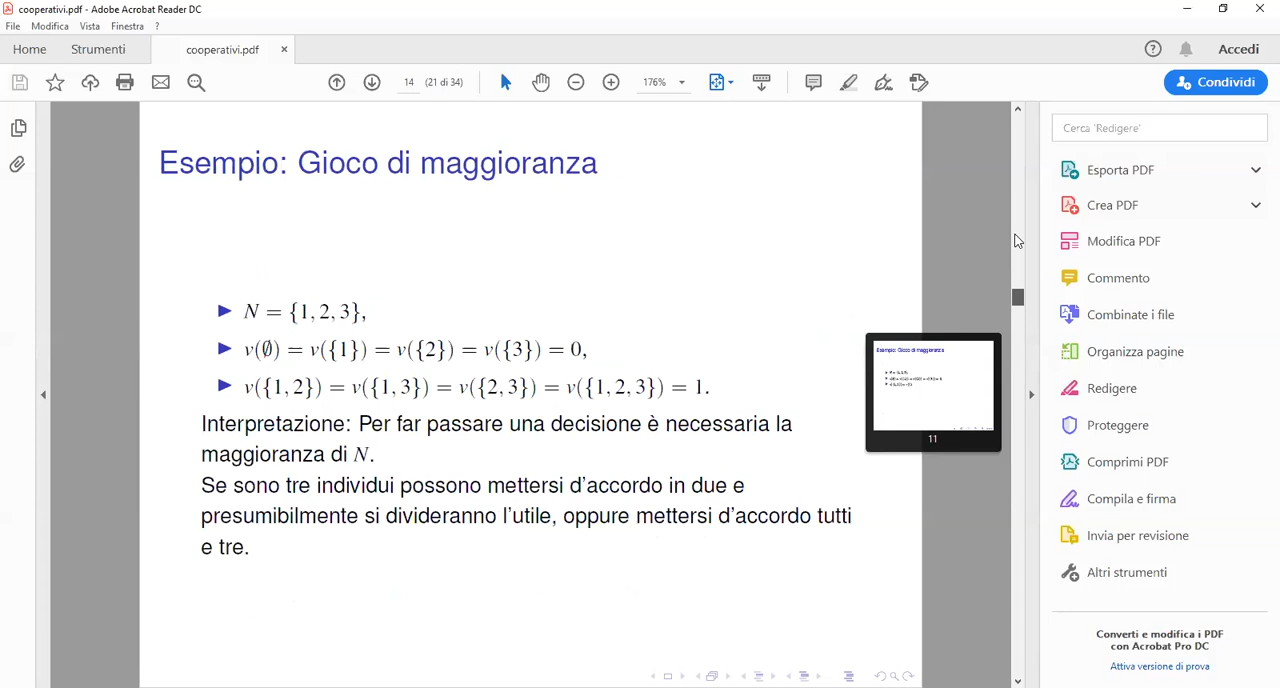 cooperativi.pdf - Adobe Acrobat Reader DC
File Modifica Vista Finestra ?
Home Strumenti cooperativi.pdf × Accedi
14 (21 di 34) 176% Condividi
Esempio: Gioco di maggioranza
N = {1, 2, 3},
v(∅) = v({1}) = v({2}) = v({3}) = 0,
v({1, 2}) = v({1, 3}) = v({2, 3}) = v({1, 2, 3}) = 1.
Interpretazione: Per far passare una decisione è necessaria la
maggioranza di N.
Se sono tre individui possono mettersi d'accordo in due e
presumibilmente si divideranno l'utile, oppure mettersi d'accordo tutti
e tre.
Esempio: Gioco di maggioranza
11
Cerca 'Redigere'
Esporta PDF
Crea PDF
Modifica PDF
Commento
Combinate i file
Organizza pagine
Redigere
Proteggere
Comprimi PDF
Compila e firma
Invia per revisione
Altri strumenti
Converti e modifica i PDF
con Acrobat Pro DC
Attiva versione di prova